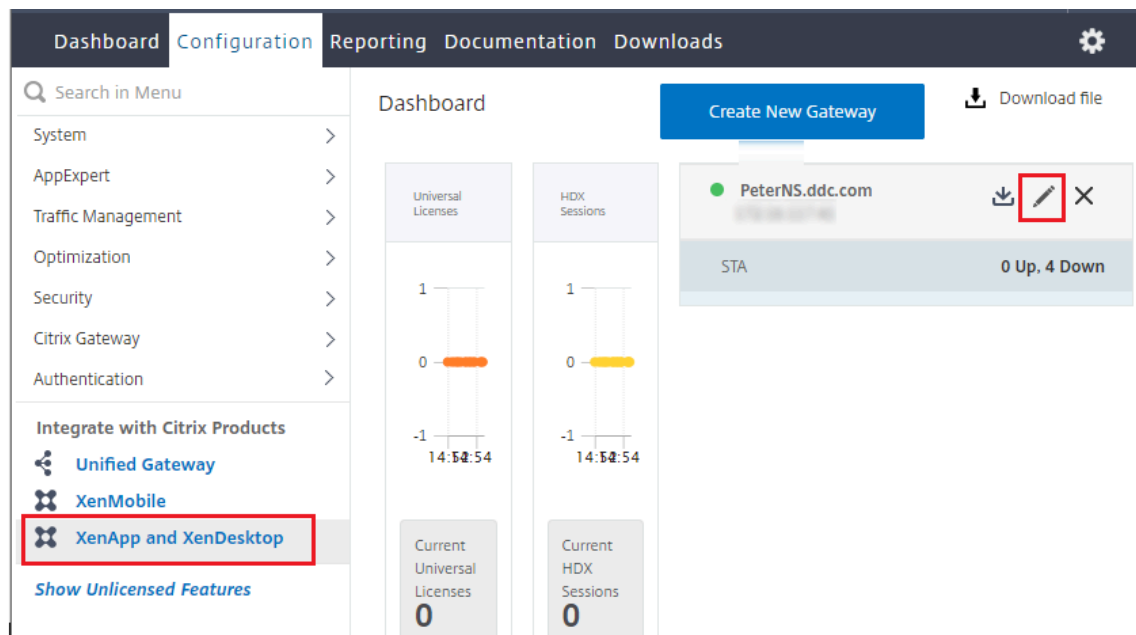 Dashboard Configuration Reporting Documentation Downloads
Search in Menu
System
AppExpert
Traffic Management
Optimization
Security
Citrix Gateway
Authentication
Integrate with Citrix Products
Unified Gateway
XenMobile
XenApp and XenDesktop
Show Unlicensed Features
Dashboard
Create New Gateway
Download file
Universal
Licenses
1
0
-1
Current
Universal
Licenses
0
HDX
Sessions
1
0
-1
Current
HDX
Sessions
0
PeterNS.ddc.com
STA 0 Up, 4 Down